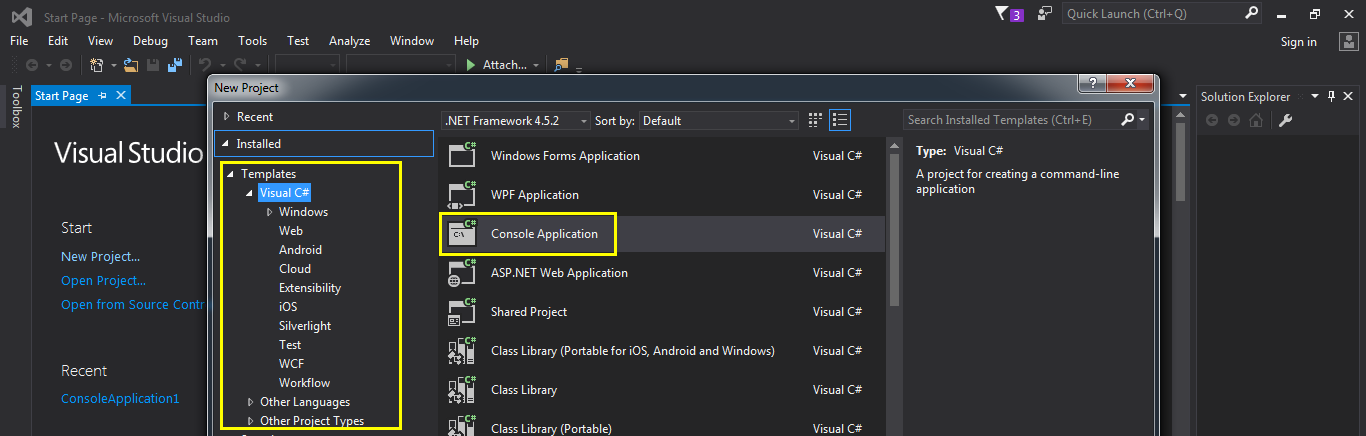 Start Page - Microsoft Visual Studio
3
Quick Launch (Ctrl+Q)
File Edit View Debug Team Tools Test Analyze Window Help
Sign in
Attach...
Toolbox
Start Page
Visual Studio
Start
New Project...
Open Project...
Open from Source Contr
Recent
ConsoleApplication1
New Project
?
Recent
Installed
Templates
Visual C#
Windows
Web
Android
Cloud
Extensibility
iOS
Silverlight
Test
WCF
Workflow
Other Languages
Other Project Types
.NET Framework 4.5.2
Sort by: Default
Windows Forms Application Visual C#
WPF Application Visual C#
C:\ Console Application Visual C#
ASP.NET Web Application Visual C#
Shared Project Visual C#
Class Library (Portable for iOS, Android and Windows) Visual C#
Class Library Visual C#
Class Library (Portable) Visual C#
Search Installed Templates (Ctrl+E)
Type: Visual C#
A project for creating a command-line
application
Solution Explorer